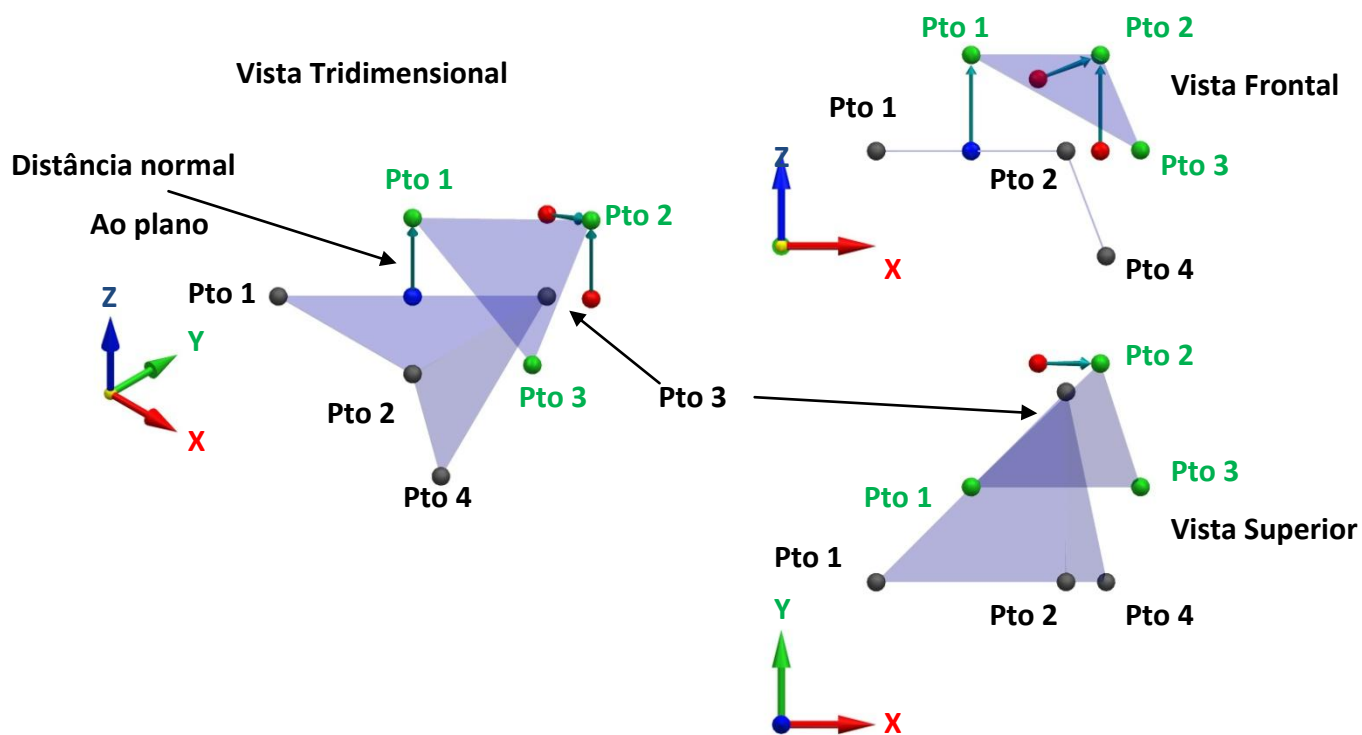 Vista Tridimensional
Distância normal
Ao plano
Pto 1
Pto 2
Pto 1
Z
Y
X
Pto 2
Pto 3
Pto 3
Pto 4
Pto 1
Pto 2
Vista Frontal
Pto 1
Z
Pto 2
Pto 3
X
Pto 4
Pto 2
Pto 3
Pto 1
Vista Superior
Pto 1
Pto 2
Pto 4
Y
X